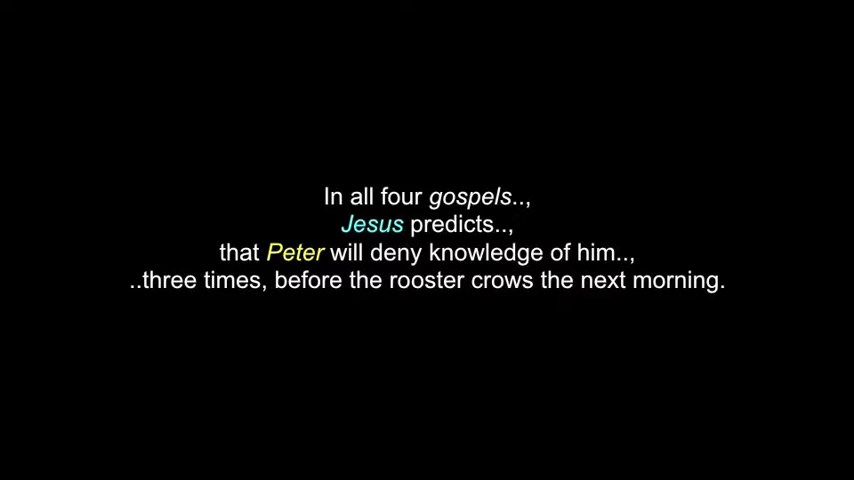 In all four gospels..,
Jesus predicts..,
that Peter will deny knowledge of him..,
..three times, before the rooster crows the next morning.